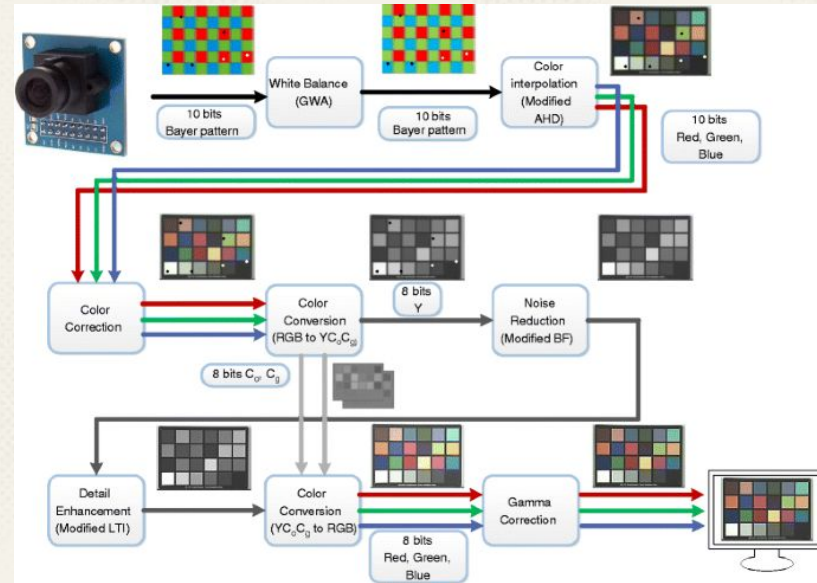 10 bits
Bayer pattern
White Balance
(GWA)
10 bits
Bayer pattern
Color
interpolation
(Modified
AHD)
10 bits
Red, Green,
Blue
Color
Correction
Color
Conversion
(RGB to YCoCg)
8 bits
Y
Noise
Reduction
(Modified BF)
8 bits Co, Cg
Detail
Enhancement
(Modified LTI)
Color
Conversion
(YCoCg to RGB)
8 bits
Red, Green,
Blue
Gamma
Correction